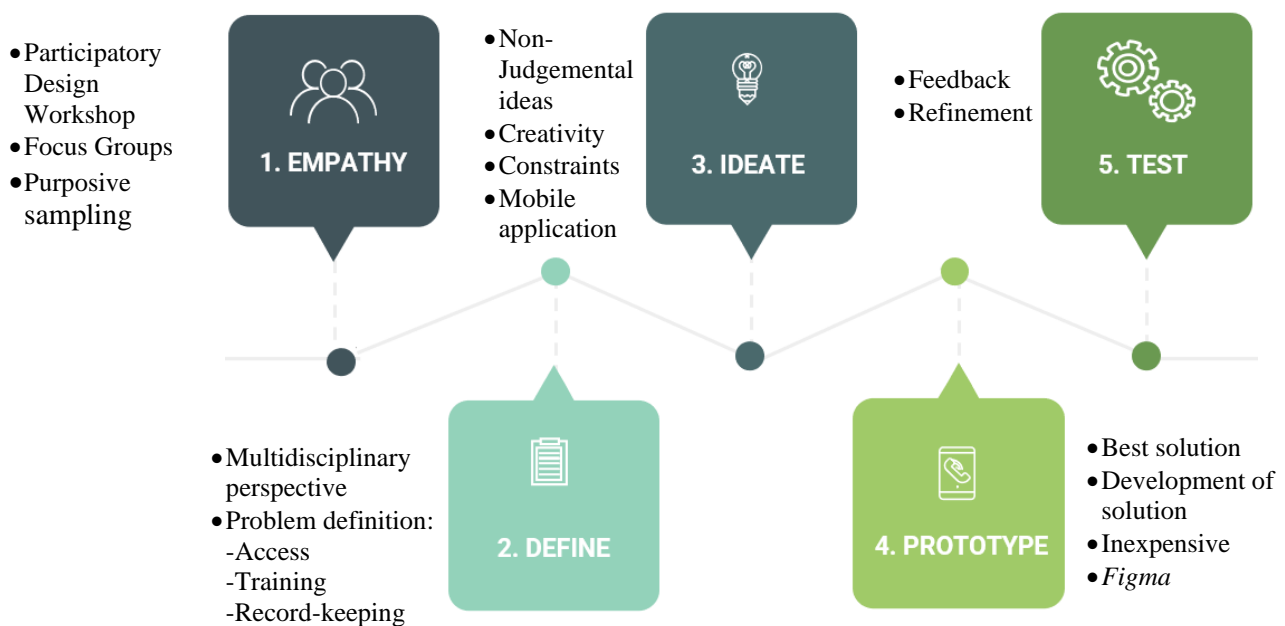 • Participatory
Design
Workshop
• Focus Groups
• Purposive
sampling
1. EMPATHY
• Non-
Judgemental
ideas
• Creativity
• Constraints
• Mobile
application
3. IDEATE
• Feedback
• Refinement
5. TEST
• Multidisciplinary
perspective
• Problem definition:
-Access
-Training
-Record-keeping
2. DEFINE
4. PROTOTYPE
• Best solution
• Development of
solution
• Inexpensive
• Figma